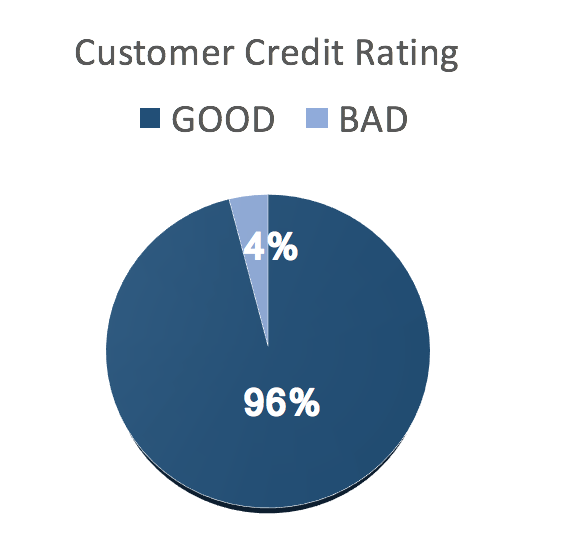 Customer Credit Rating
GOOD BAD
4%
96%